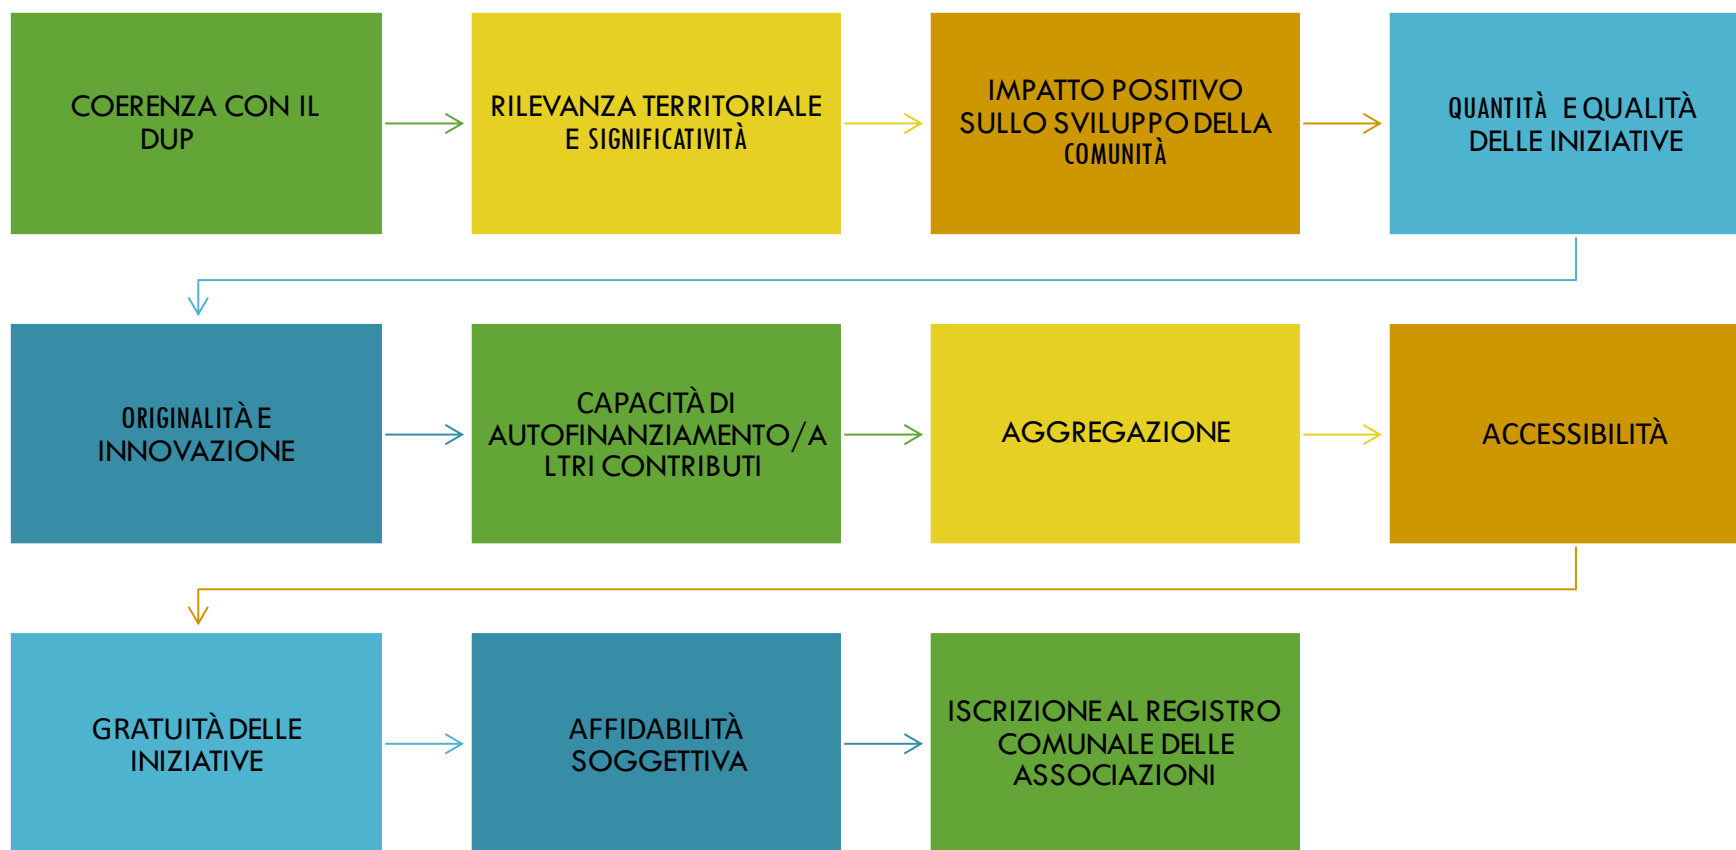 COERENZA CON IL
DUP
RILEVANZA TERRITORIALE
E SIGNIFICATIVITÀ
IMPATTO POSITIVO
SULLO SVILUPPO DELLA
COMUNITÀ
QUANTITÀ E QUALITÀ
DELLE INIZIATIVE
ORIGINALITÀ E
INNOVAZIONE
CAPACITÀ DI
AUTOFINANZIAMENTO/A
LTRI CONTRIBUTI
AGGREGAZIONE
ACCESSIBILITÀ
GRATUITÀ DELLE
INIZIATIVE
AFFIDABILITÀ
SOGGETTIVA
ISCRIZIONE AL REGISTRO
COMUNALE DELLE
ASSOCIAZIONI